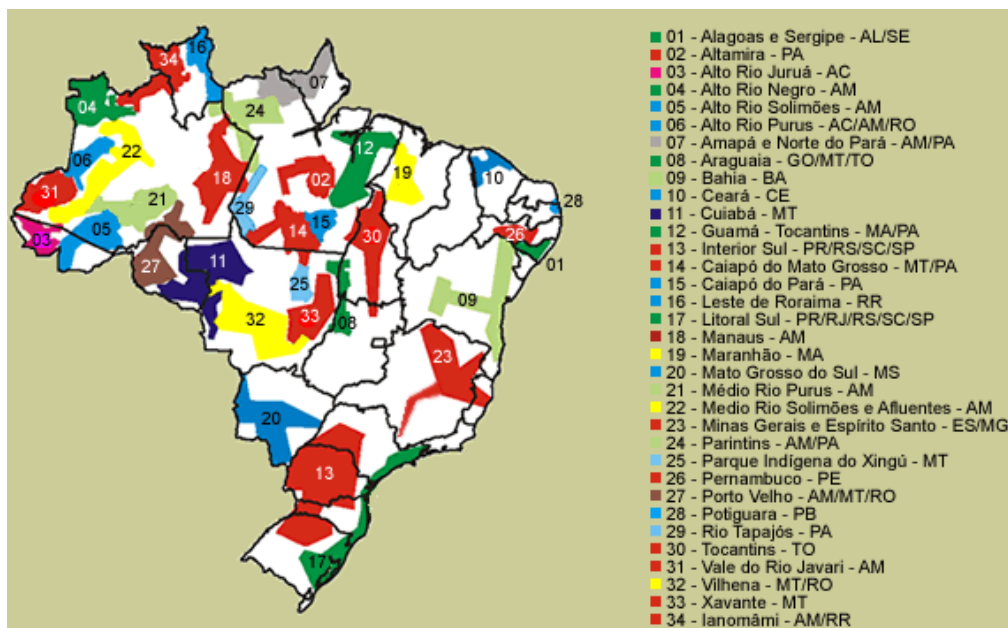 34
16
07
04
24
22
12
06
19
10
18
02
31
28
21
29
15
14
30
26
03
05
01
11
27
25
09
32
33
08
23
20
13
17
01 - Alagoas e Sergipe - AL/SE
02 - Altamira - PA
03 - Alto Rio Juruá - AC
04 - Alto Rio Negro - AM
05 - Alto Rio Solimões - AM
06 - Alto Rio Purus - AC/AM/RO
07 - Amapá e Norte do Pará - AM/PA
08 - Araguaia - GO/MT/TO
09 - Bahia - BA
10 - Ceará - CE
11 - Cuiabá - MT
12 - Guamá - Tocantins - MA/PA
13 - Interior Sul - PR/RS/SC/SP
14 - Caiapó do Mato Grosso - MT/PA
15 - Caiapó do Pará - PA
16 - Leste de Roraima - RR
17 - Litoral Sul - PR/RJ/RS/SC/SP
18 - Manaus - AM
19 - Maranhão - MA
20 - Mato Grosso do Sul - MS
21 - Médio Rio Purus - AM
22 - Medio Rio Solimões e Afluentes - AM
23 - Minas Gerais e Espírito Santo - ES/MG
24 - Parintins - AM/PA
25 - Parque Indígena do Xingú - MT
26 - Pernambuco - PE
27 - Porto Velho - AM/MT/RO
28 - Potiguara - PB
29 - Rio Tapajós - PA
30 - Tocantins - TO
31 - Vale do Rio Javari - AM
32 - Vilhena - MT/RO
33 - Xavante - MT
34 - Ianomâmi - AM/RR